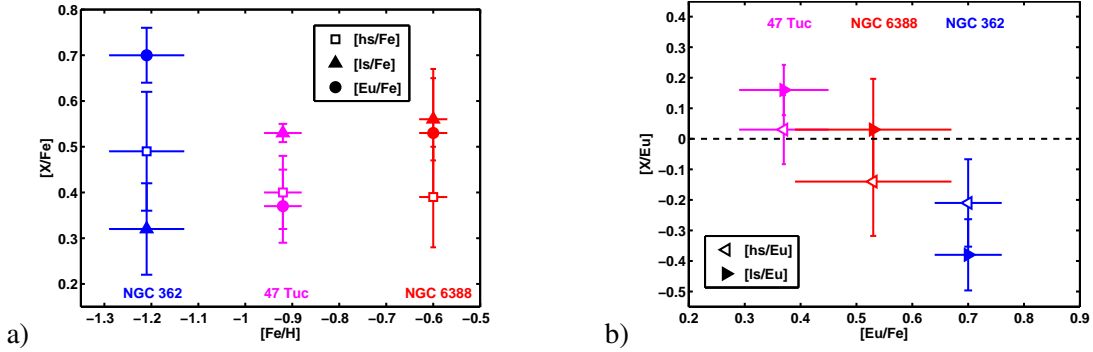 0.8
0.7
0.6
0.5
0.4
0.3
0.2
[X/Fe]
[hs/Fe]
[ls/Fe]
[Eu/Fe]
NGC 362
47 Tuc
NGC 6388
−1.3 −1.2 −1.1 −1 −0.9 −0.8 −0.7 −0.6 −0.5
[Fe/H]
a)
0.4
0.3
0.2
0.1
0
−0.1
−0.2
−0.3
−0.4
−0.5
[X/Eu]
47 Tuc
NGC 6388
NGC 362
[hs/Eu]
[ls/Eu]
0.2 0.3 0.4 0.5 0.6 0.7 0.8 0.9
[Eu/Fe]
b)